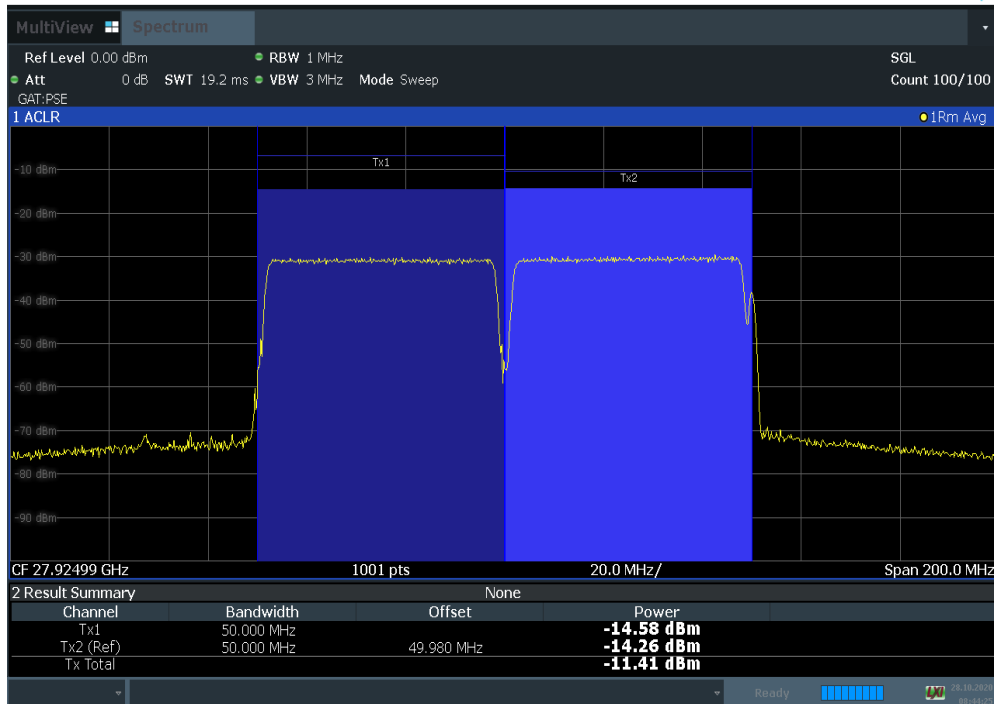 MultiView Spectrum
Ref Level 0.00 dBm RBW 1 MHz SGL
Att 0 dB SWT 19.2 ms VBW 3 MHz Mode Sweep Count 100/100
GAT:PSE
1 ACLR 1Rm Avg
Tx1
-10 dBm
Tx2
-20 dBm
-30 dBm
-40 dBm
-50 dBm
-60 dBm
-70 dBm
-80 dBm
-90 dBm
CF 27.92499 GHz 1001 pts 20.0 MHz/ Span 200.0 MHz
2 Result Summary None
Channel Bandwidth Offset Power
Tx1 50.000 MHz -14.58 dBm
Tx2 (Ref) 50.000 MHz 49.980 MHz -14.26 dBm
Tx Total -11.41 dBm
Ready LXI 28.10.2020